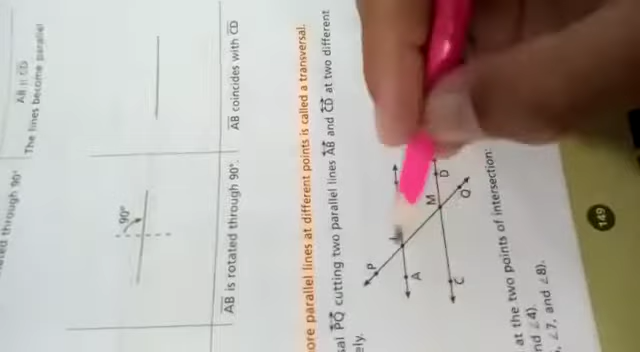 through 90°
AB || CD
The lines become parallel
90°
AB is rotated through 90°.
AB coincides with CD
ore parallel lines at different points is called a transversal.
sal PQ cutting two parallel lines AB and CD at two different
ely.
P
A
M
D
Q
C
at the two points of intersection:
nd ∠4).
, ∠7, and ∠8).
149